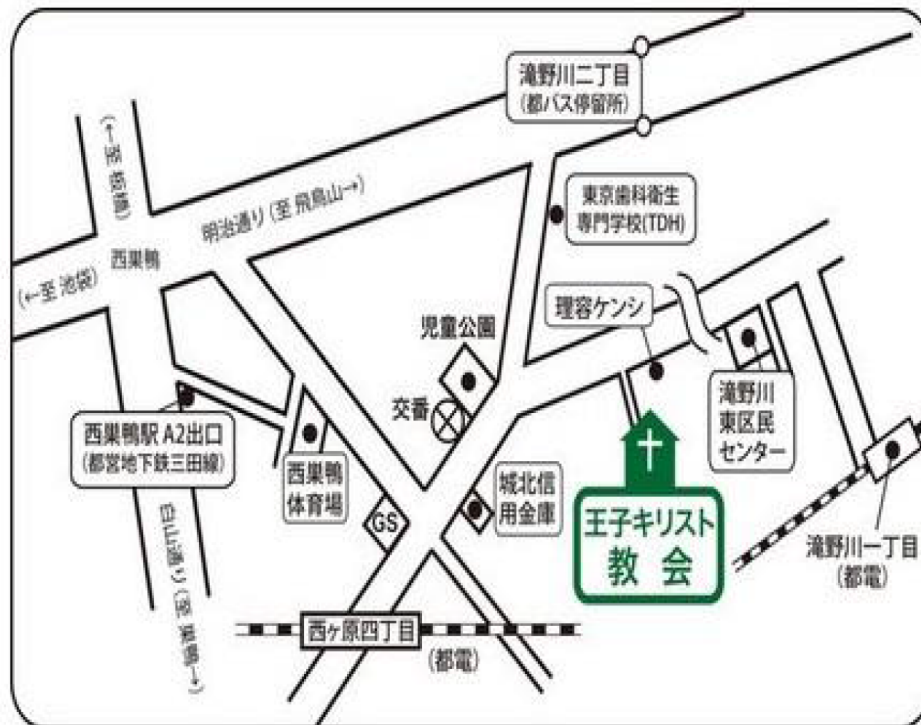 滝野川二丁目
(都バス停留所)
(←至 板橋)
明治通り(至 飛鳥山→)
東京歯科衛生
専門学校(TDH)
西巣鴨
(←至 池袋)
理容ケンシ
児童公園
交番
滝野川
東区民
センター
西巣鴨駅 A2出口
(都営地下鉄三田線)
西巣鴨
体育場
城北信
用金庫
GS
王子キリスト
教会
滝野川一丁目
(都電)
白山通り(至 巣鴨→)
西ヶ原四丁目
(都電)